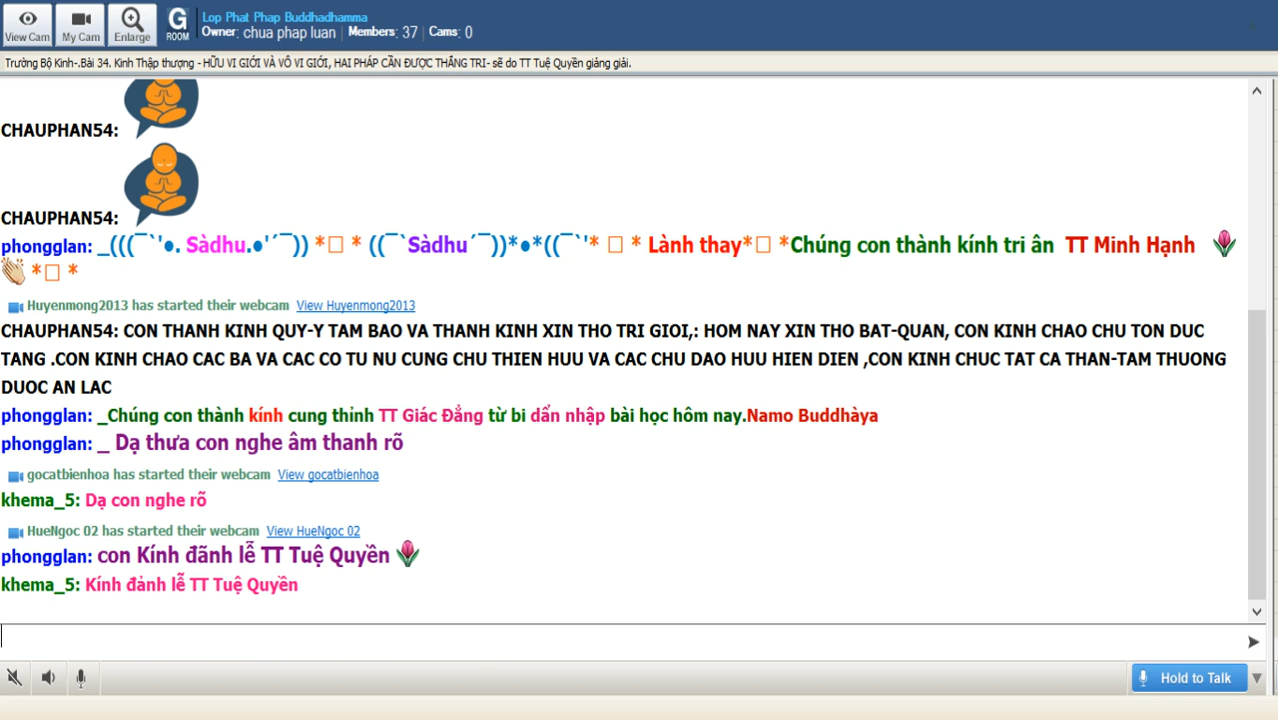 View Cam
My Cam
Enlarge
G
ROOM
Lop Phat Phap Buddhadhamma
Owner: chua phap luan | Members: 37 | Cams: 0
Trường Bộ Kinh-.Bài 34. Kinh Thập thượng - HỮU VI GIỚI VÀ VÔ VI GIỚI, HAI PHÁP CẦN ĐƯỢC THẮNG TRI- sẽ do TT Tuệ Quyền giảng giải.
CHAUPHAN54:
CHAUPHAN54:
phongglan: _(((¯`'●. Sàdhu.●'´¯)) *□ * ((¯`Sàdhu´¯))*●*((¯`'* □ * Lành thay*□ *Chúng con thành kính tri ân TT Minh Hạnh
*□ *
Huyenmong2013 has started their webcam View Huyenmong2013
CHAUPHAN54: CON THANH KINH QUY-Y TAM BAO VA THANH KINH XIN THO TRI GIOI,: HOM NAY XIN THO BAT-QUAN, CON KINH CHAO CHU TON DUC
TANG .CON KINH CHAO CAC BA VA CAC CO TU NU CUNG CHU THIEN HUU VA CAC CHU DAO HUU HIEN DIEN ,CON KINH CHUC TAT CA THAN-TAM THUONG
DUOC AN LAC
phongglan: _Chúng con thành kính cung thỉnh TT Giác Đẳng từ bi dẩn nhập bài học hôm nay.Namo Buddhàya
phongglan: _ Dạ thưa con nghe âm thanh rõ
gocatbienhoa has started their webcam View gocatbienhoa
khema_5: Dạ con nghe rõ
HueNgoc 02 has started their webcam View HueNgoc 02
phongglan: con Kính đãnh lễ TT Tuệ Quyền
khema_5: Kính đảnh lễ TT Tuệ Quyền
Hold to Talk